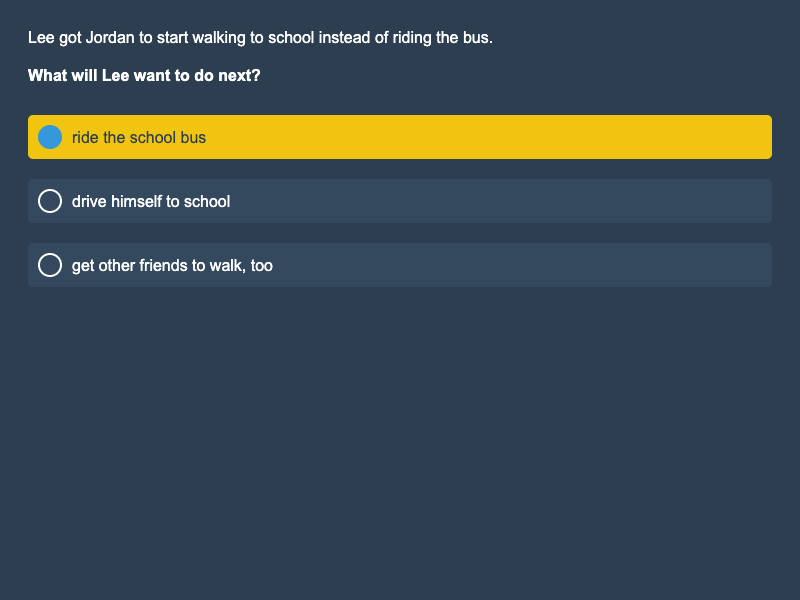 Lee got Jordan to start walking to school instead of riding the bus.
What will Lee want to do next?
ride the school bus
drive himself to school
get other friends to walk, too